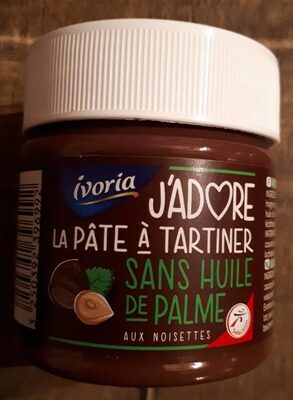 ivoria
J'ADORE
LA PÂTE À TARTINER
SANS HUILE
DE PALME
AUX NOISETTES